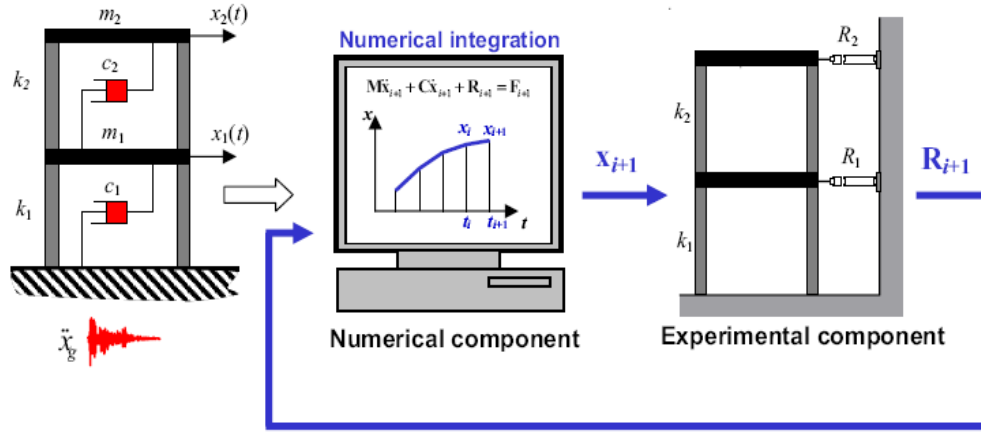 m₂
x₂(t)
k₂
c₂
m₁
x₁(t)
k₁
c₁
ẍg
Numerical integration
Mẍᵢ₊₁ + Cẋᵢ₊₁ + Rᵢ₊₁ = Fᵢ₊₁
x
xᵢ xᵢ₊₁
t
tᵢ tᵢ₊₁
Numerical component
xᵢ₊₁
R₂
k₂
R₁
k₁
Experimental component
Rᵢ₊₁